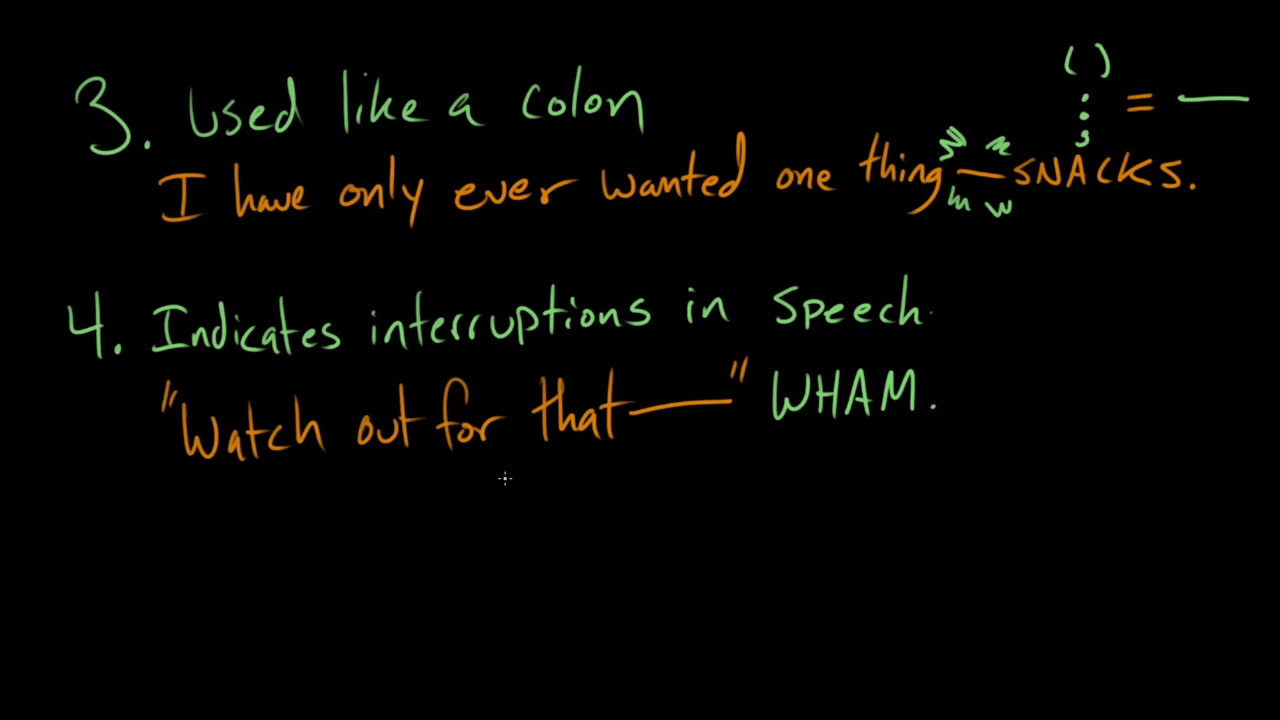 ( )
: = —
;
3. Used like a colon
I have only ever wanted one thing—SNACKS.
4. Indicates interruptions in speech.
"Watch out for that—" WHAM.